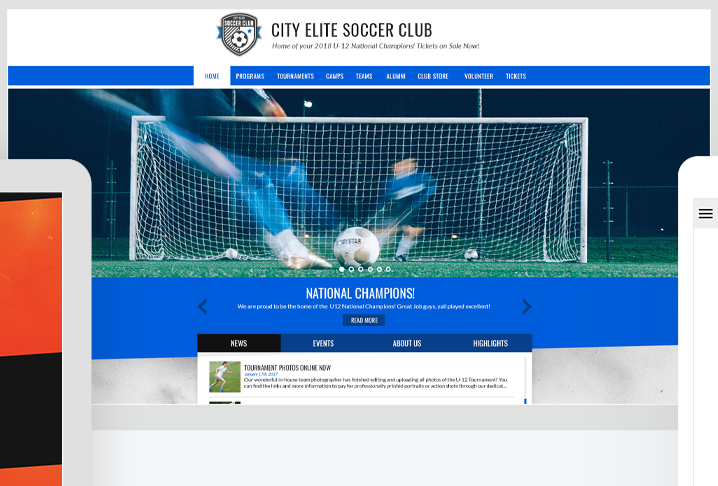 CITY ELITE
SOCCER CLUB
CITY ELITE SOCCER CLUB
Home of your 2018 U-12 National Champions! Tickets on Sale Now!
HOME PROGRAMS TOURNAMENTS CAMPS TEAMS ALUMNI CLUB STORE VOLUNTEER TICKETS
NATIONAL CHAMPIONS!
We are proud to be the home of the U12 National Champions! Great Job guys, yall played excellent!
READ MORE
NEWS EVENTS ABOUT US HIGHLIGHTS
TOURNAMENT PHOTOS ONLINE NOW
January 17th, 2017
Our wonderful in house team photographer has finished editing and uploading all photos of the U-12 Tournament! You
can find the links and more information to pay for professionally printed portraits or action shots through our dedicat...